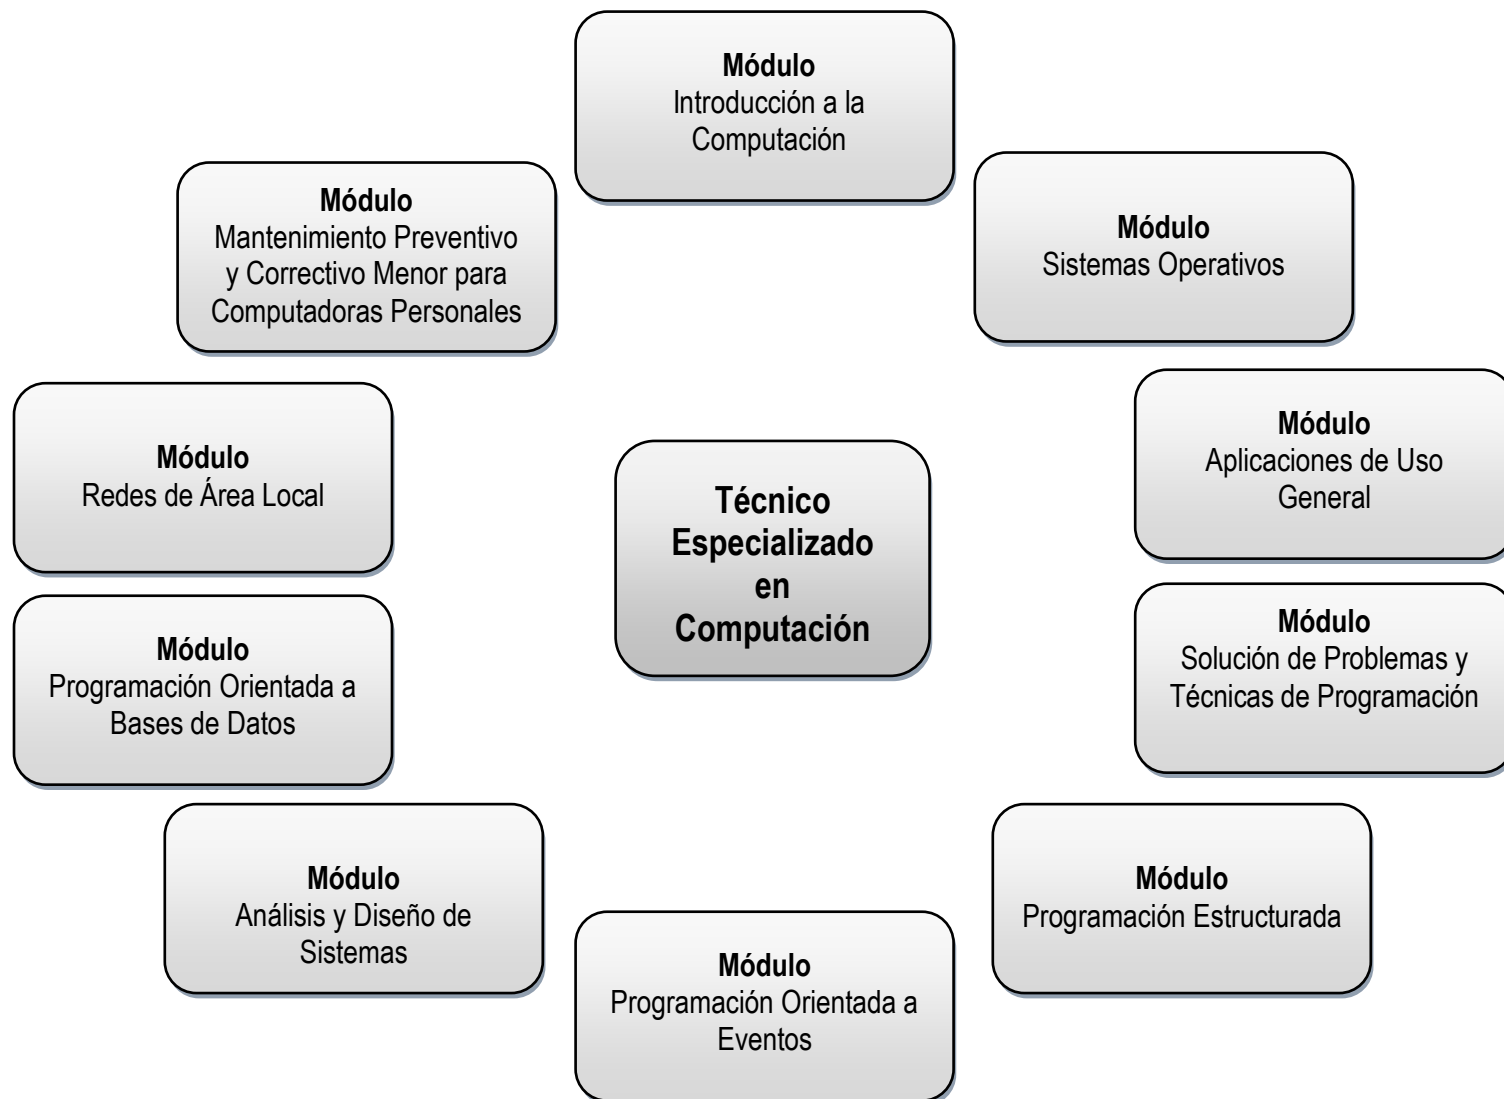 Módulo
Introducción a la
Computación
Módulo
Sistemas Operativos
Módulo
Aplicaciones de Uso
General
Módulo
Solución de Problemas y
Técnicas de Programación
Módulo
Programación Estructurada
Módulo
Programación Orientada a
Eventos
Módulo
Análisis y Diseño de
Sistemas
Módulo
Programación Orientada a
Bases de Datos
Módulo
Redes de Área Local
Módulo
Mantenimiento Preventivo
y Correctivo Menor para
Computadoras Personales
Técnico
Especializado
en
Computación